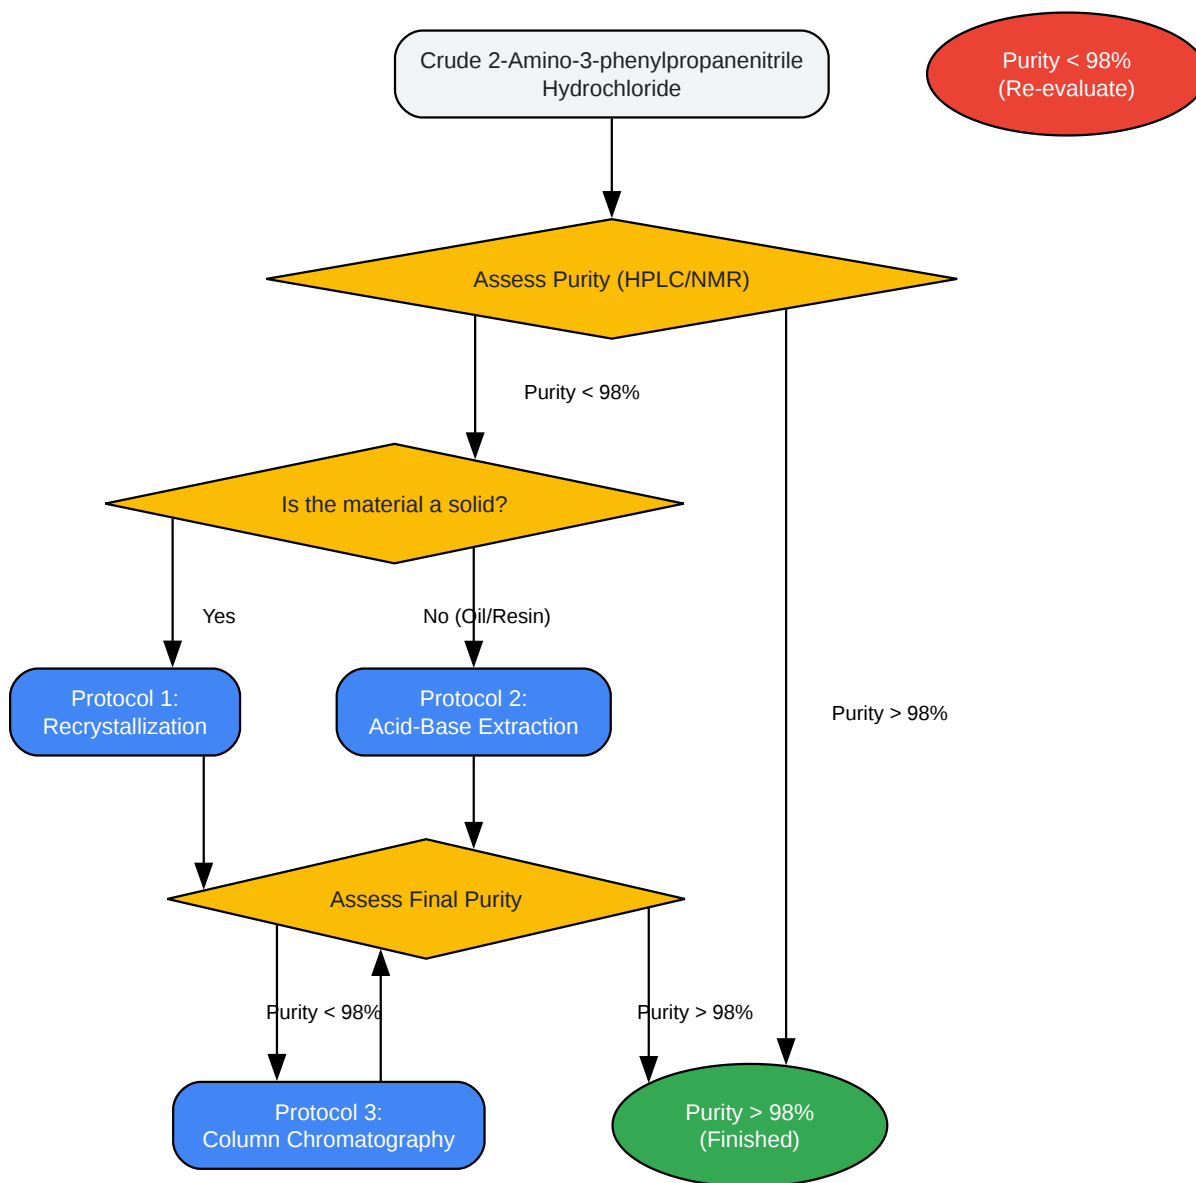 Crude 2-Amino-3-phenylpropanenitrile
Hydrochloride
Purity < 98%
(Re-evaluate)
Assess Purity (HPLC/NMR)
Purity < 98%
Is the material a solid?
Yes
No (Oil/Resin)
Protocol 1:
Recrystallization
Protocol 2:
Acid-Base Extraction
Purity > 98%
Assess Final Purity
Purity < 98%
Purity > 98%
Protocol 3:
Column Chromatography
Purity > 98%
(Finished)